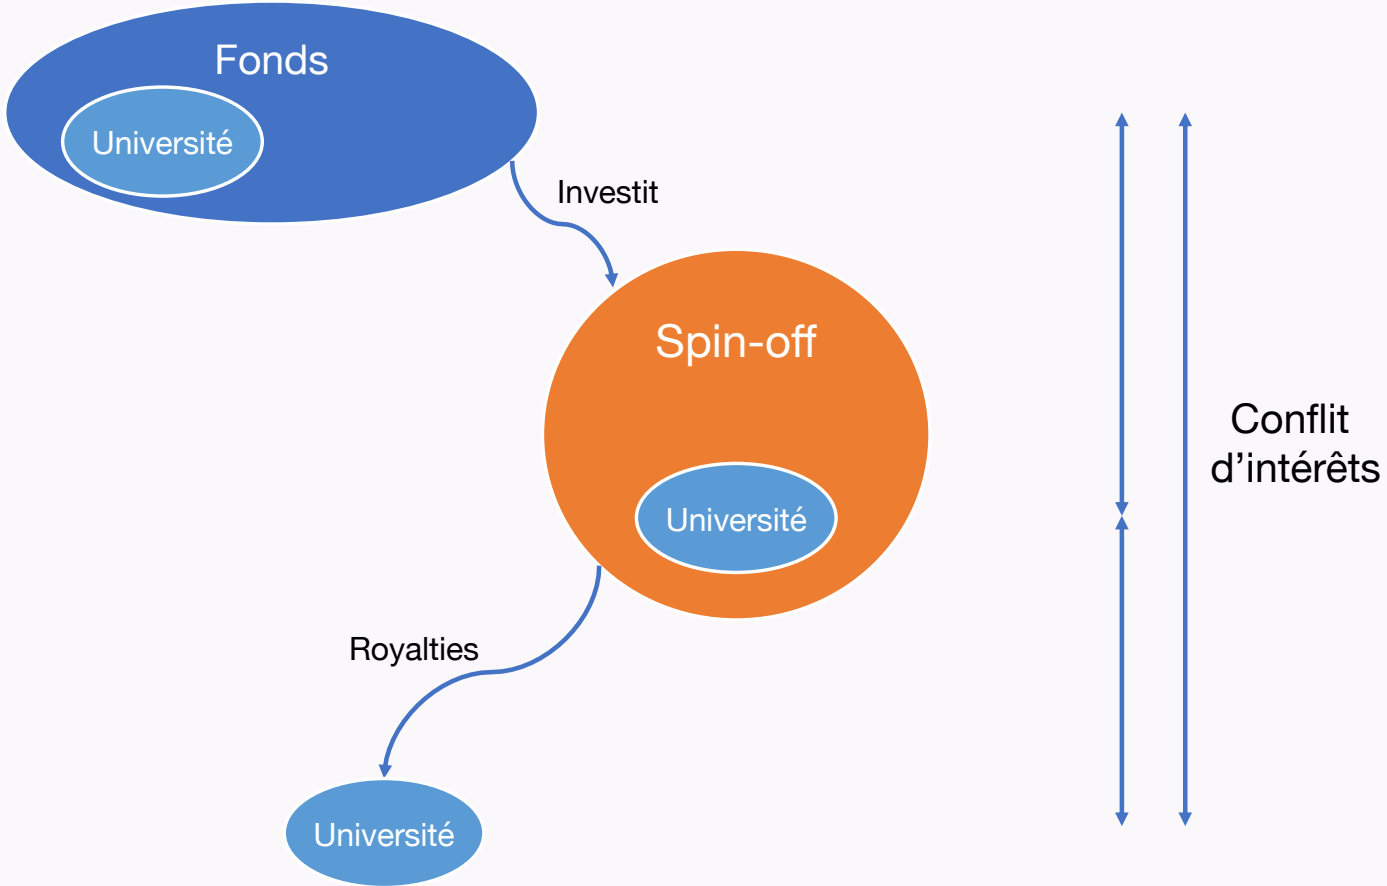 Fonds
Université
Investit
Spin-off
Université
Conflit
d’intérêts
Royalties
Université